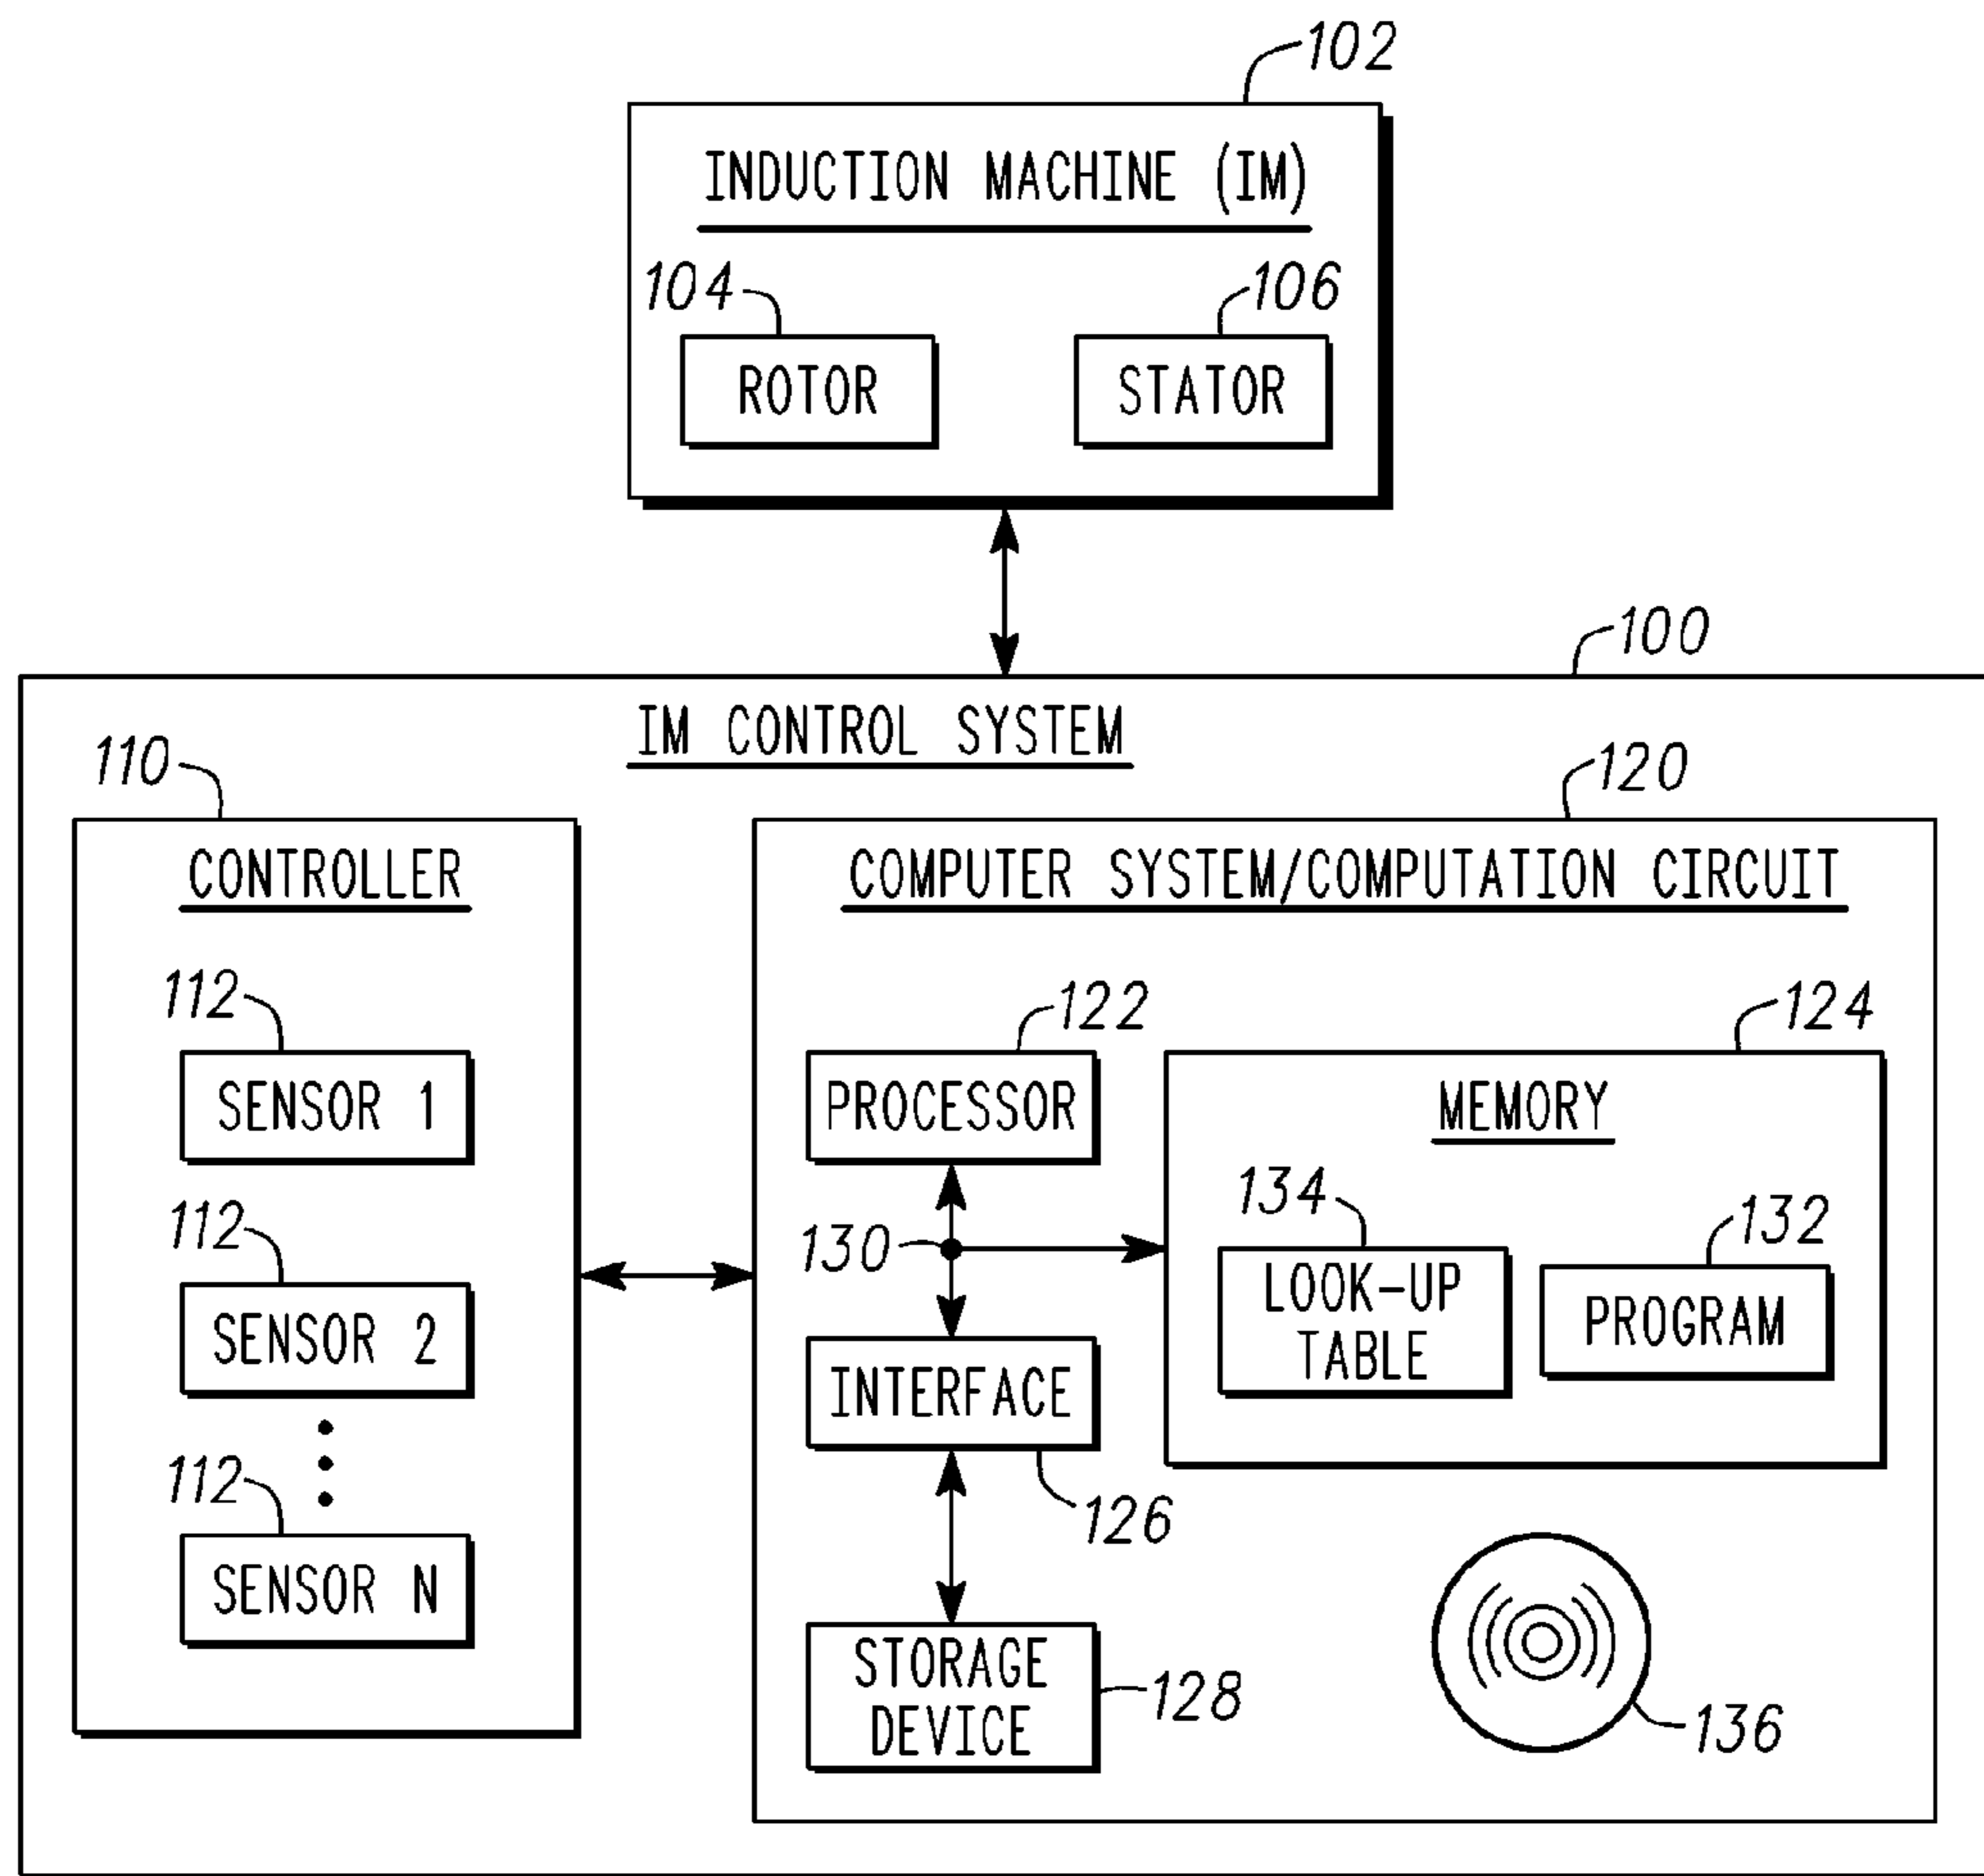 102
INDUCTION MACHINE (IM)
104
106
ROTOR
STATOR
100
IM CONTROL SYSTEM
110
120
CONTROLLER
COMPUTER SYSTEM/COMPUTATION CIRCUIT
112
SENSOR 1
112
SENSOR 2
112
SENSOR N
122
PROCESSOR
124
MEMORY
130
134
LOOK-UP
TABLE
132
PROGRAM
INTERFACE
126
STORAGE
DEVICE
128
136